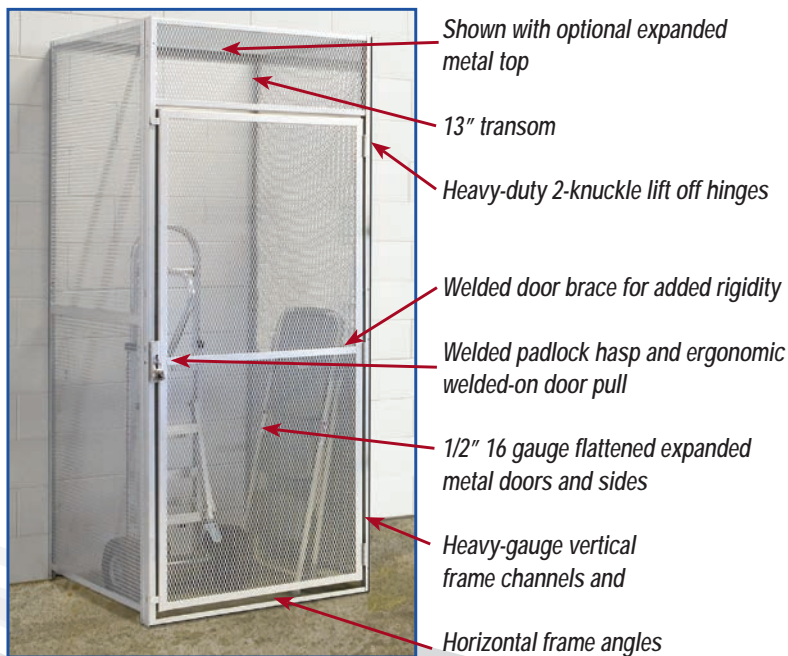 Shown with optional expanded
metal top
13" transom
Heavy-duty 2-knuckle lift off hinges
Welded door brace for added rigidity
Welded padlock hasp and ergonomic
welded-on door pull
1/2" 16 gauge flattened expanded
metal doors and sides
Heavy-gauge vertical
frame channels and
Horizontal frame angles